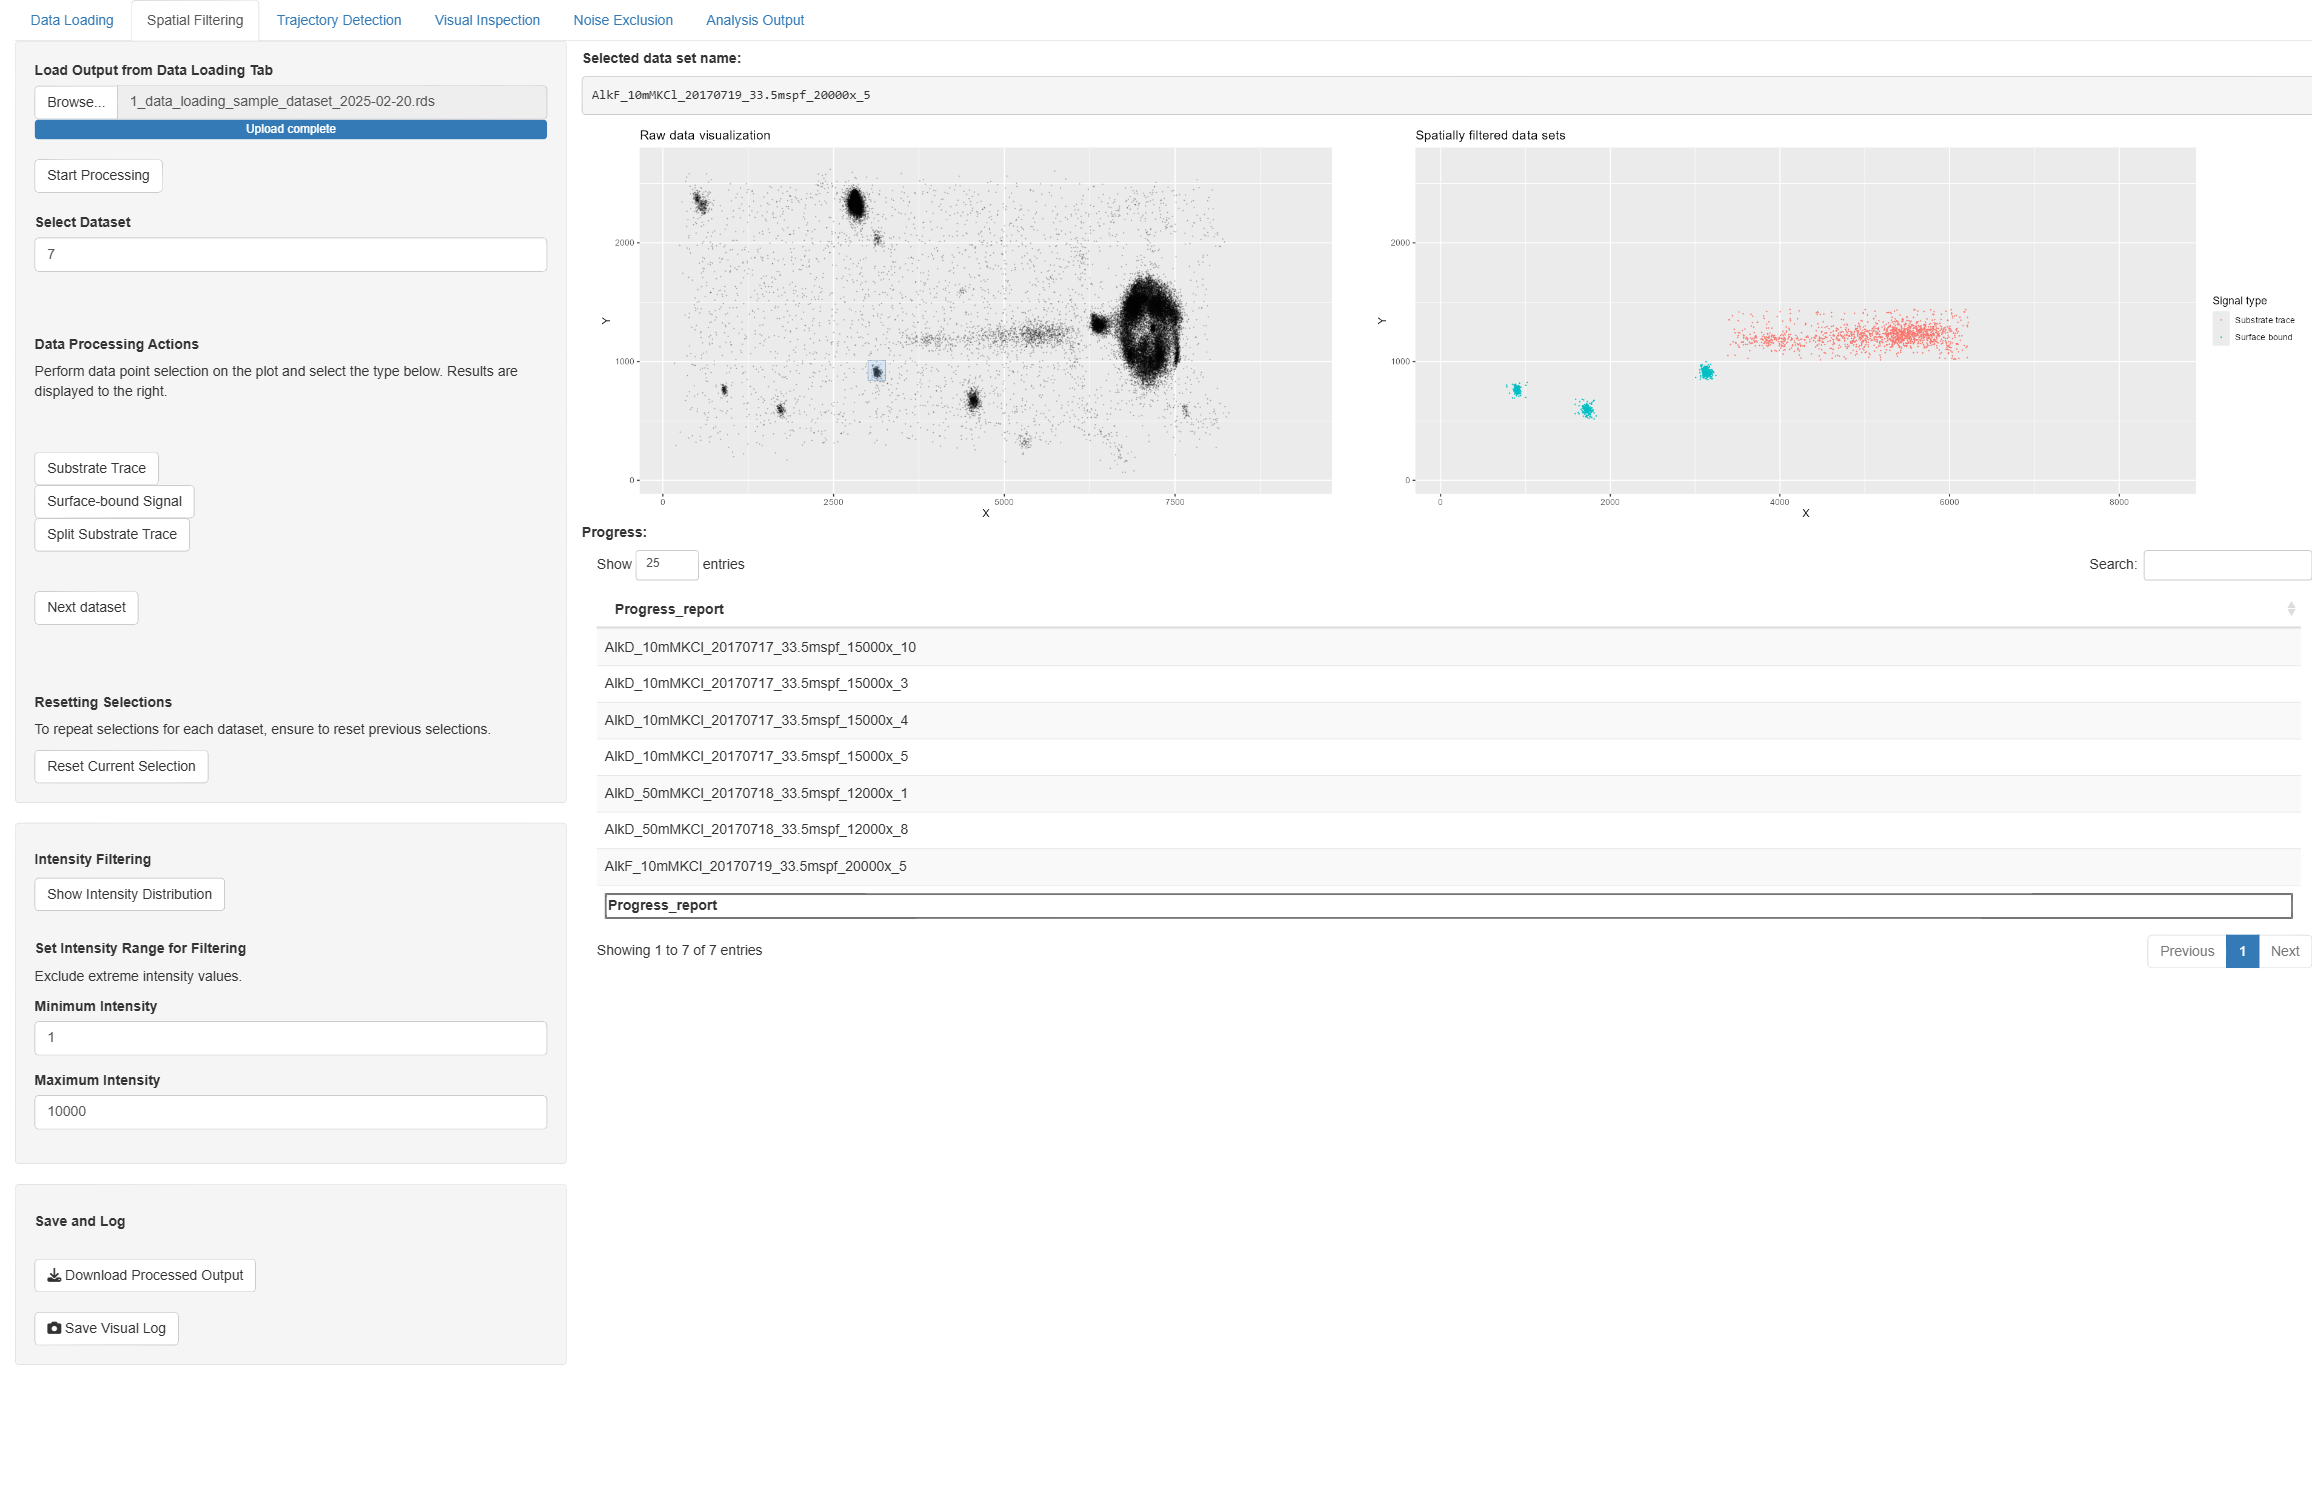 Data Loading Spatial Filtering Trajectory Detection Visual Inspection Noise Exclusion Analysis Output
Load Output from Data Loading Tab
Browse... 1_data_loading_sample_dataset_2025-02-20.rds
Upload complete
Start Processing
Select Dataset
7
Data Processing Actions
Perform data point selection on the plot and select the type below. Results are
displayed to the right.
Substrate Trace
Surface-bound Signal
Split Substrate Trace
Next dataset
Resetting Selections
To repeat selections for each dataset, ensure to reset previous selections.
Reset Current Selection
Intensity Filtering
Show Intensity Distribution
Set Intensity Range for Filtering
Exclude extreme intensity values.
Minimum Intensity
1
Maximum Intensity
10000
Save and Log
Download Processed Output
Save Visual Log
Selected data set name:
AlkF_10mMKCl_20170719_33.5mspf_20000x_5
Raw data visualization
2000
1000
0
Y
0 2500 5000 7500
X
Spatially filtered data sets
2000
1000
0
Y
0 2000 4000 6000 8000
X
Signal type
Substrate trace
Surface bound
Progress:
Show 25 entries
Search:
Progress_report
AlkD_10mMKCl_20170717_33.5mspf_15000x_10
AlkD_10mMKCl_20170717_33.5mspf_15000x_3
AlkD_10mMKCl_20170717_33.5mspf_15000x_4
AlkD_10mMKCl_20170717_33.5mspf_15000x_5
AlkD_50mMKCl_20170718_33.5mspf_12000x_1
AlkD_50mMKCl_20170718_33.5mspf_12000x_8
AlkF_10mMKCl_20170719_33.5mspf_20000x_5
Progress_report
Showing 1 to 7 of 7 entries
Previous 1 Next